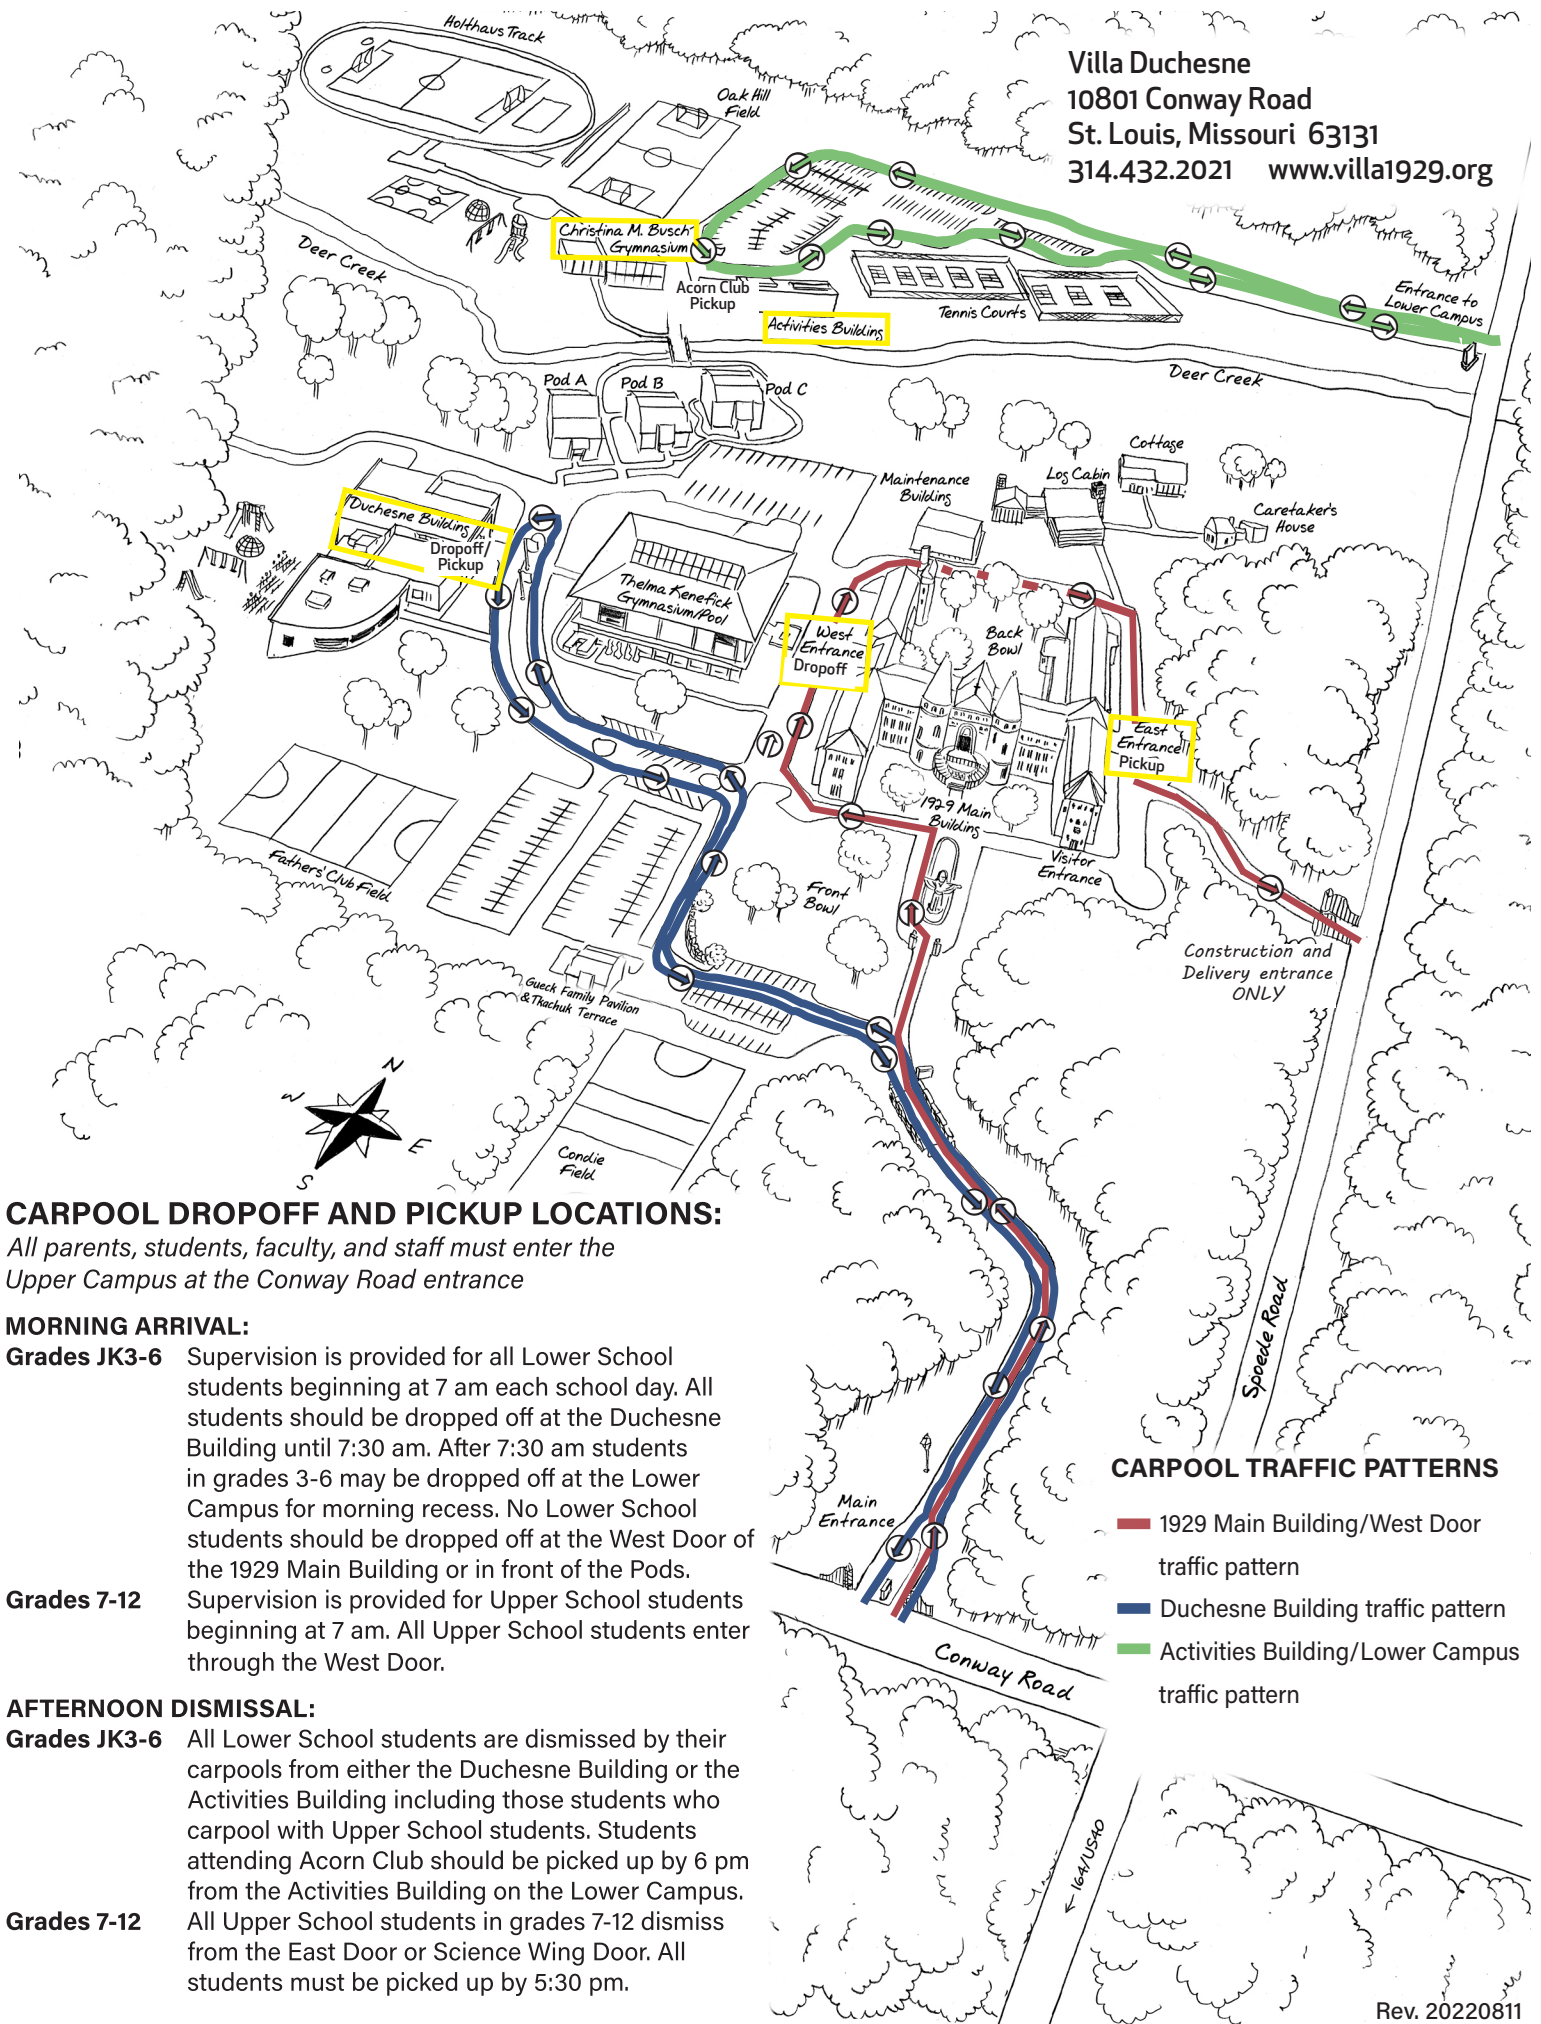 Holthaus Track
Oak Hill
Field
Villa Duchesne
10801 Conway Road
St. Louis, Missouri 63131
314.432.2021 www.villa1929.org
Christina M. Busch
Gymnasium
Deer Creek
Acorn Club
Pickup
Activities Building
Tennis Courts
Entrance to
Lower Campus
Deer Creek
Pod A
Pod B
Pod C
Cottage
Log Cabin
Maintenance
Building
Caretaker's
House
Duchesne Building
Dropoff/
Pickup
Thelma Kenefick
Gymnasium/Pool
West
Entrance
Dropoff
Back
Bowl
East
Entrance
Pickup
1929 Main
Building
Visitor
Entrance
Fathers' Club Field
Front
Bowl
Construction and
Delivery entrance
ONLY
Gueck Family Pavilion
& Tkachuk Terrace
N
W
E
S
Condie
Field
CARPOOL DROPOFF AND PICKUP LOCATIONS:
All parents, students, faculty, and staff must enter the
Upper Campus at the Conway Road entrance
MORNING ARRIVAL:
Grades JK3-6 Supervision is provided for all Lower School
students beginning at 7 am each school day. All
students should be dropped off at the Duchesne
Building until 7:30 am. After 7:30 am students
in grades 3-6 may be dropped off at the Lower
Campus for morning recess. No Lower School
students should be dropped off at the West Door of
the 1929 Main Building or in front of the Pods.
Grades 7-12 Supervision is provided for Upper School students
beginning at 7 am. All Upper School students enter
through the West Door.
AFTERNOON DISMISSAL:
Grades JK3-6 All Lower School students are dismissed by their
carpools from either the Duchesne Building or the
Activities Building including those students who
carpool with Upper School students. Students
attending Acorn Club should be picked up by 6 pm
from the Activities Building on the Lower Campus.
Grades 7-12 All Upper School students in grades 7-12 dismiss
from the East Door or Science Wing Door. All
students must be picked up by 5:30 pm.
Spoede Road
Main
Entrance
Conway Road
CARPOOL TRAFFIC PATTERNS
1929 Main Building/West Door
traffic pattern
Duchesne Building traffic pattern
Activities Building/Lower Campus
traffic pattern
← I64/US40
Rev. 20220811